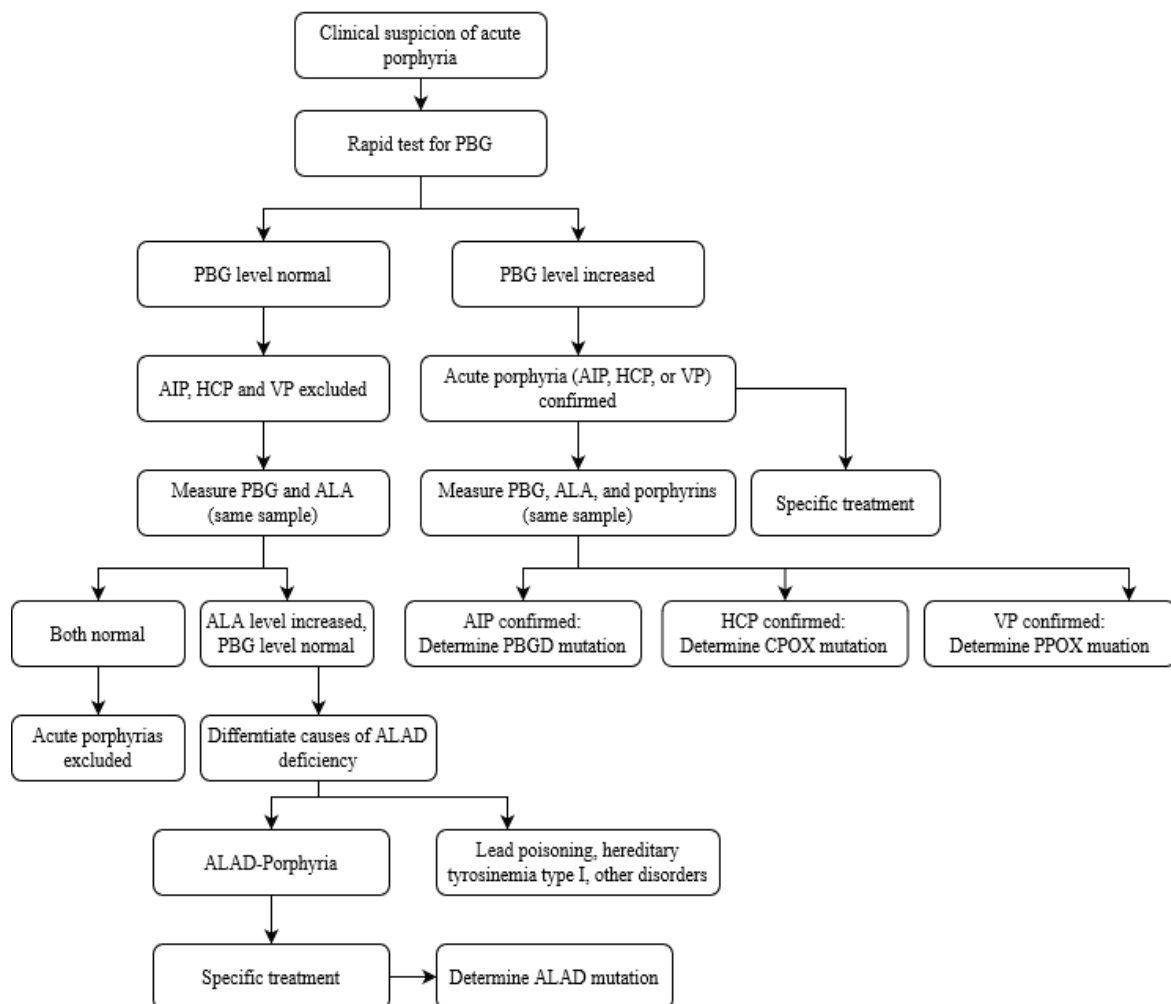 Clinical suspicion of acute
porphyria
Rapid test for PBG
PBG level normal
PBG level increased
AIP, HCP and VP excluded
Acute porphyria (AIP, HCP, or VP)
confirmed
Measure PBG and ALA
(same sample)
Measure PBG, ALA, and porphyrins
(same sample)
Specific treatment
Both normal
ALA level increased,
PBG level normal
AIP confirmed:
Determine PBGD mutation
HCP confirmed:
Determine CPOX mutation
VP confirmed:
Determine PPOX muation
Acute porphyrias
excluded
Differntiate causes of ALAD
deficiency
ALAD-Porphyria
Lead poisoning, hereditary
tyrosinemia type I, other disorders
Specific treatment
Determine ALAD mutation